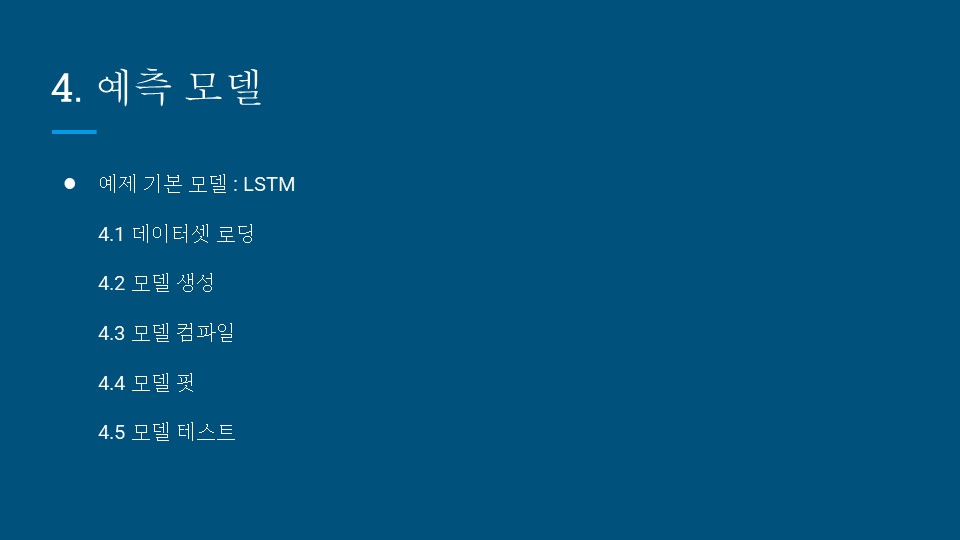 4. 예측 모델
● 예제 기본 모델 : LSTM
4.1 데이터셋 로딩
4.2 모델 생성
4.3 모델 컴파일
4.4 모델 핏
4.5 모델 테스트